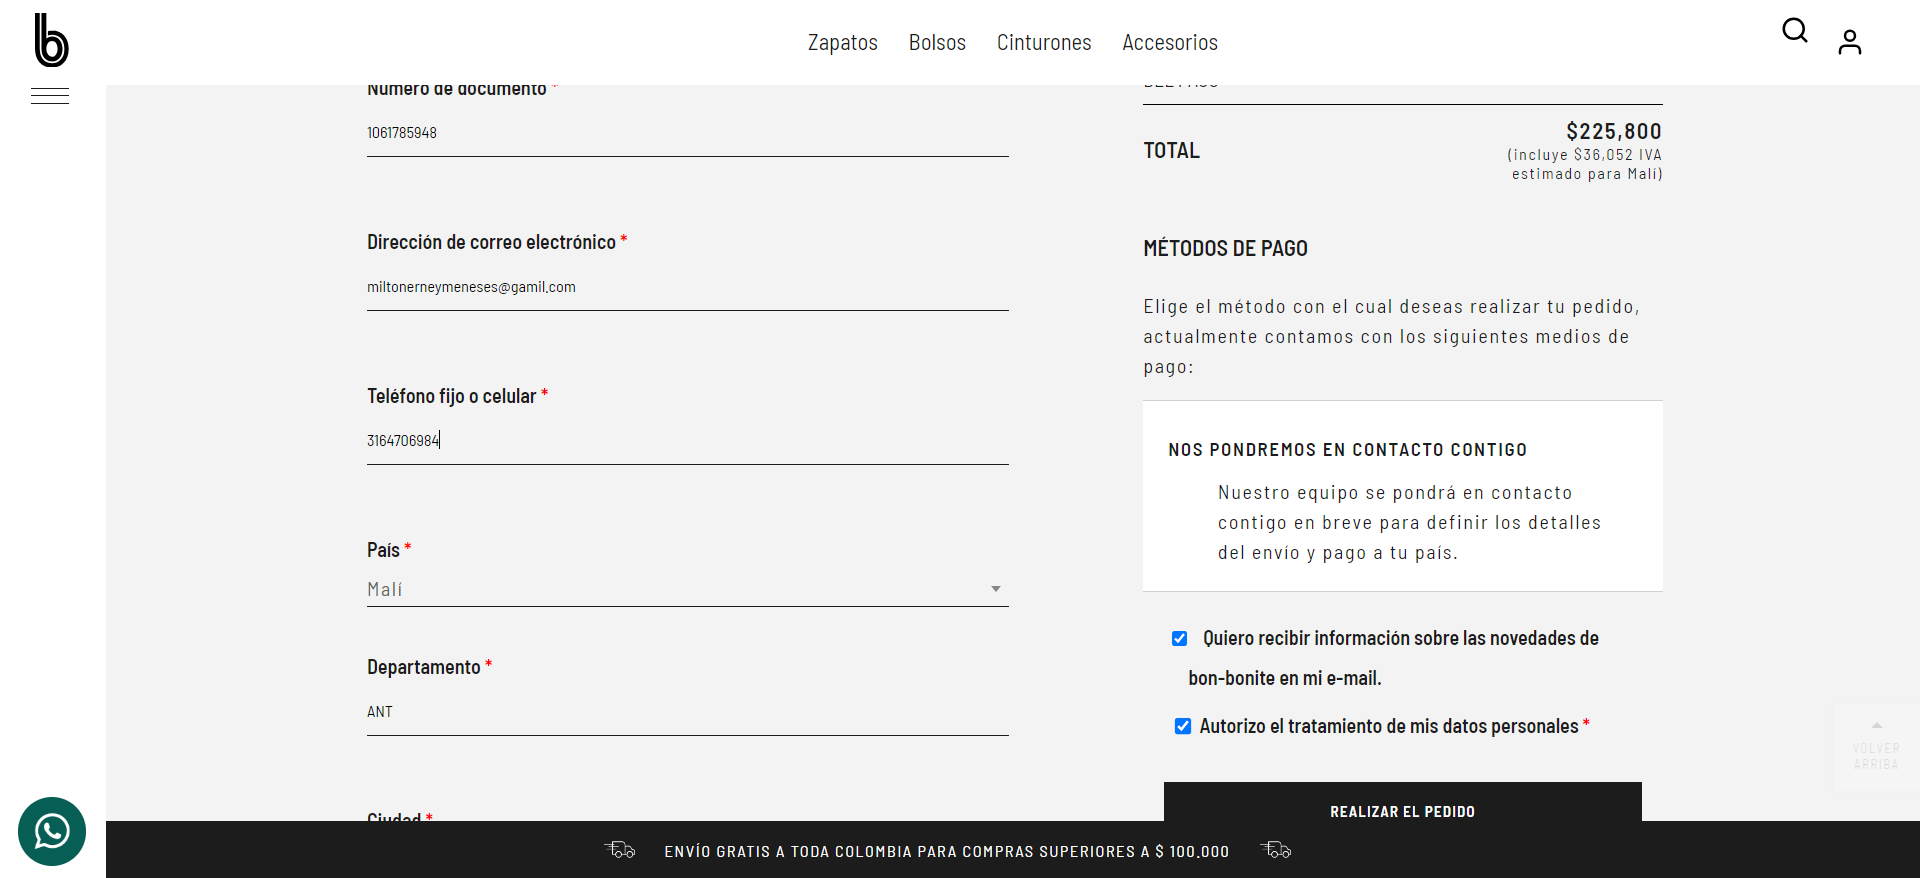 b
Zapatos Bolsos Cinturones Accesorios
Número de documento *
1061785948
Dirección de correo electrónico *
miltonerneymeneses@gamil.com
Teléfono fijo o celular *
3164706984
País *
Malí
Departamento *
ANT
Ciudad *
TOTAL
$225,800
(incluye $36,052 IVA
estimado para Malí)
MÉTODOS DE PAGO
Elige el método con el cual deseas realizar tu pedido,
actualmente contamos con los siguientes medios de
pago:
NOS PONDREMOS EN CONTACTO CONTIGO
Nuestro equipo se pondrá en contacto
contigo en breve para definir los detalles
del envío y pago a tu país.
Quiero recibir información sobre las novedades de
bon-bonite en mi e-mail.
Autorizo el tratamiento de mis datos personales *
REALIZAR EL PEDIDO
VOLVER
ARRIBA
ENVÍO GRATIS A TODA COLOMBIA PARA COMPRAS SUPERIORES A $ 100.000